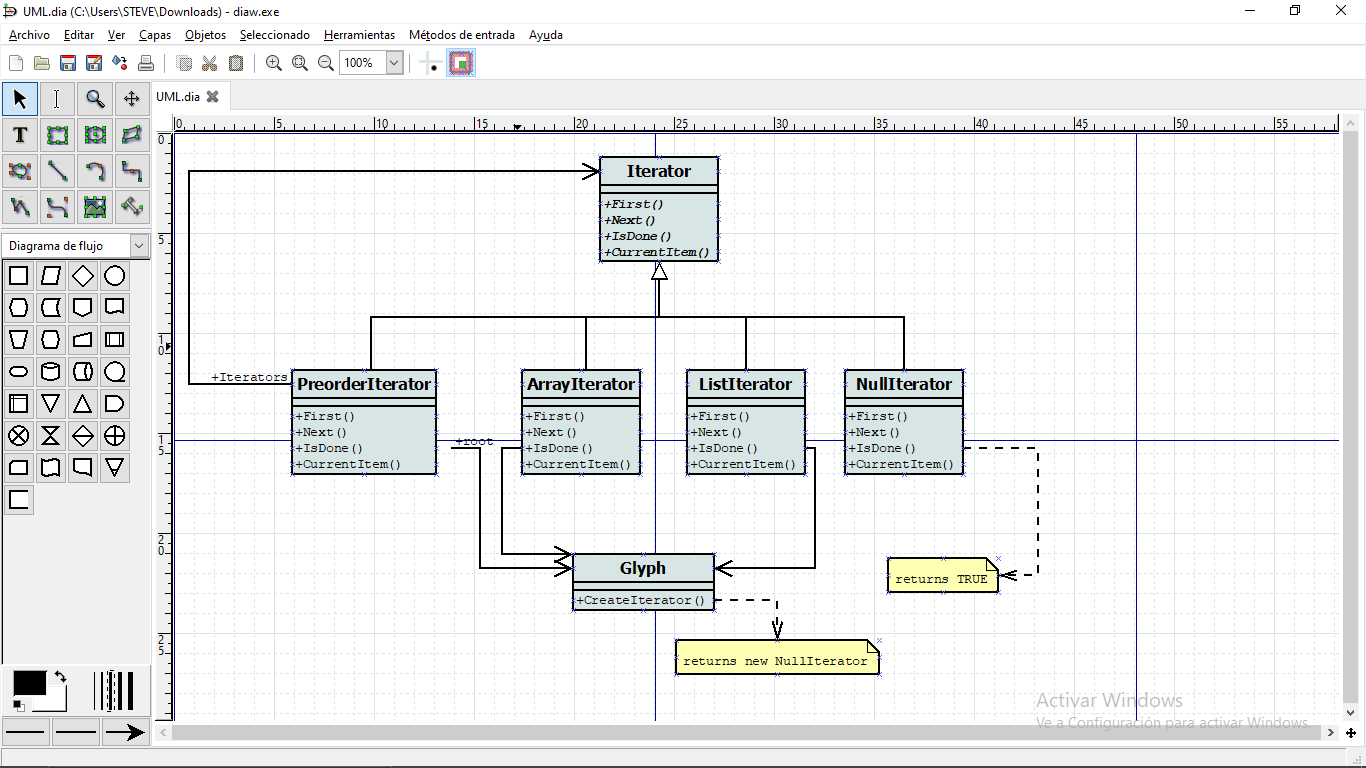 UML.dia (C:\Users\STEVE\Downloads) - diaw.exe
Archivo Editar Ver Capas Objetos Seleccionado Herramientas Métodos de entrada Ayuda
100%
UML.dia
0 5 10 15 20 25 30 35 40 45 50 55
0
5
10
15
20
25
T
Diagrama de flujo
Iterator
+First()
+Next()
+IsDone()
+CurrentItem()
+Iterators
PreorderIterator
+First()
+Next()
+IsDone()
+CurrentItem()
+root
ArrayIterator
+First()
+Next()
+IsDone()
+CurrentItem()
ListIterator
+First()
+Next()
+IsDone()
+CurrentItem()
NullIterator
+First()
+Next()
+IsDone()
+CurrentItem()
Glyph
+CreateIterator()
returns TRUE
returns new NullIterator
Activar Windows
Ve a Configuración para activar Windows.